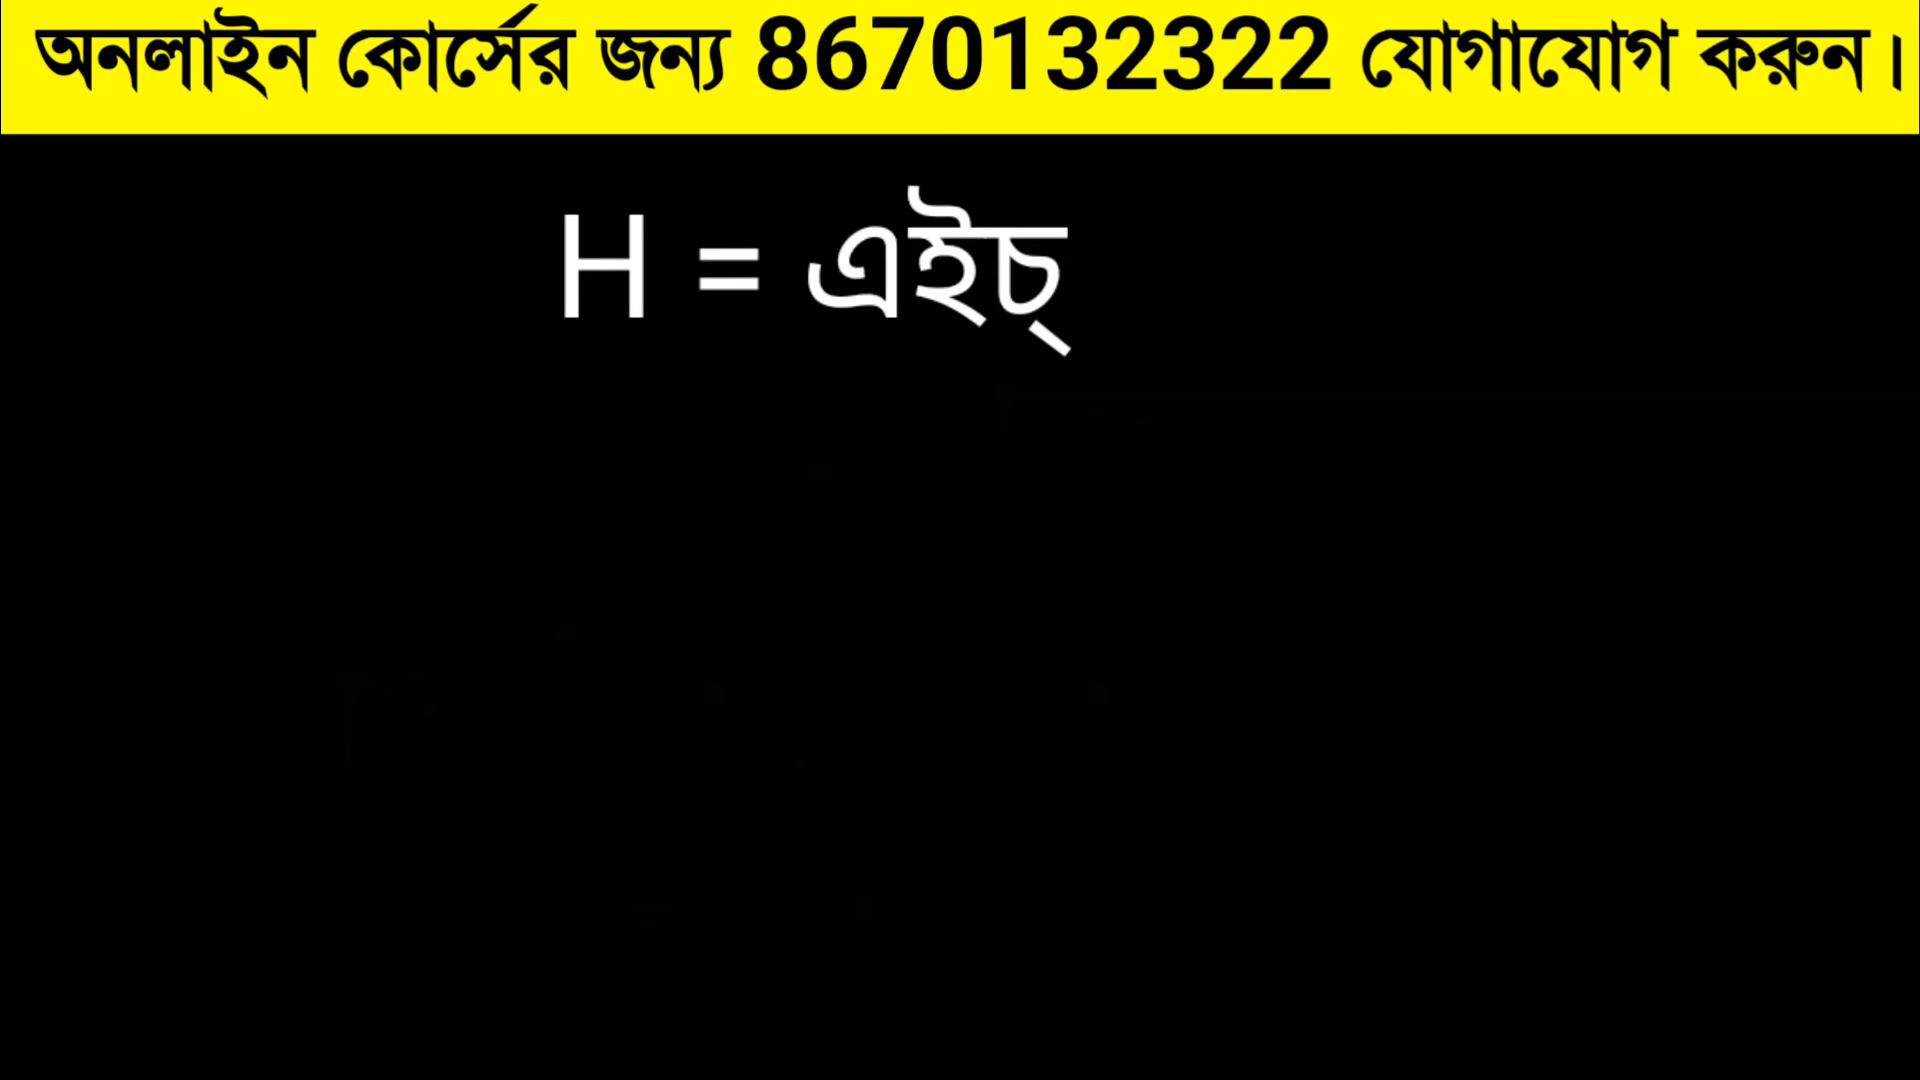 অনলাইন কোর্সের জন্য 8670132322 যোগাযোগ করুন।
H = এইচ্